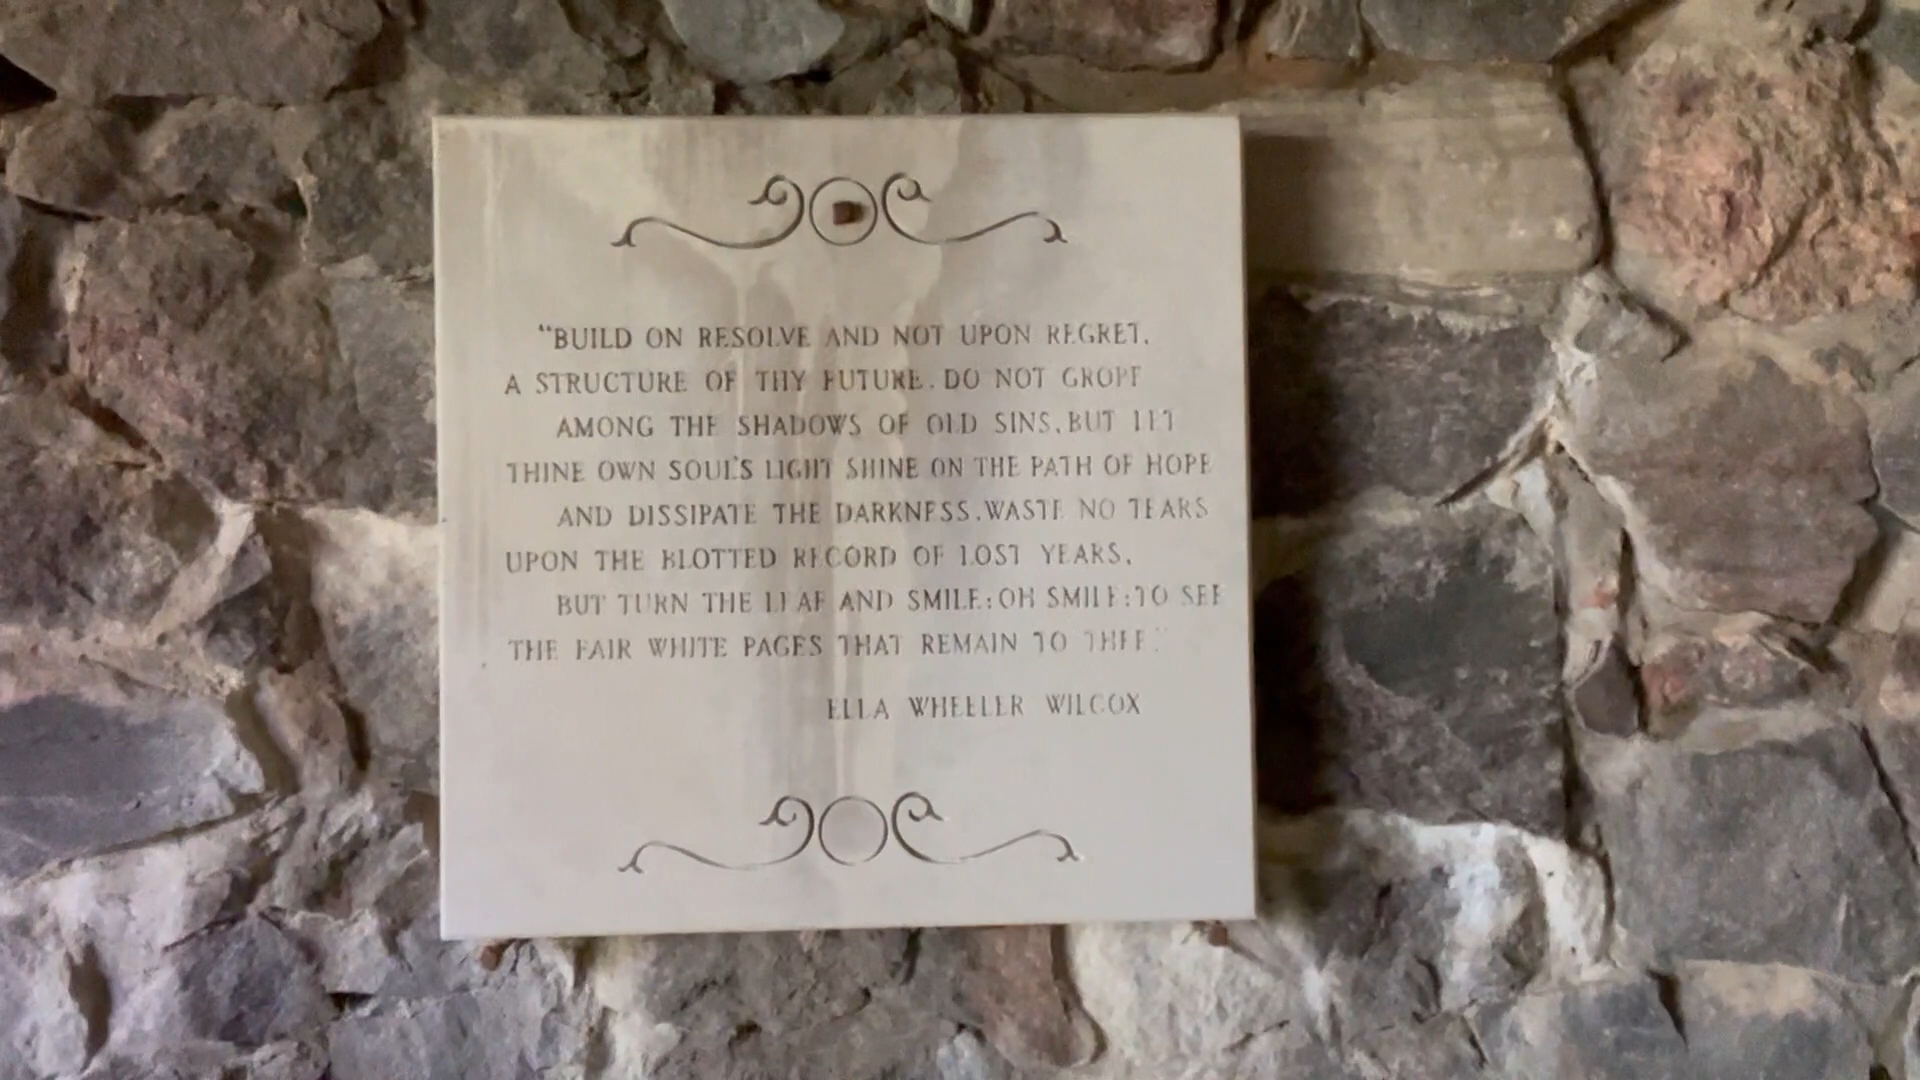 “BUILD ON RESOLVE AND NOT UPON REGRET,
A STRUCTURE OF THY FUTURE. DO NOT GROPE
AMONG THE SHADOWS OF OLD SINS, BUT LET
THINE OWN SOUL'S LIGHT SHINE ON THE PATH OF HOPE
AND DISSIPATE THE DARKNESS. WASTE NO TEARS
UPON THE BLOTTED RECORD OF LOST YEARS,
BUT TURN THE LEAF AND SMILE: OH SMILE: TO SEE
THE FAIR WHITE PAGES THAT REMAIN TO THEE.”
ELLA WHEELER WILCOX